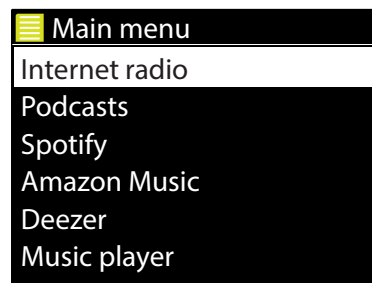 Main menu
Internet radio
Podcasts
Spotify
Amazon Music
Deezer
Music player